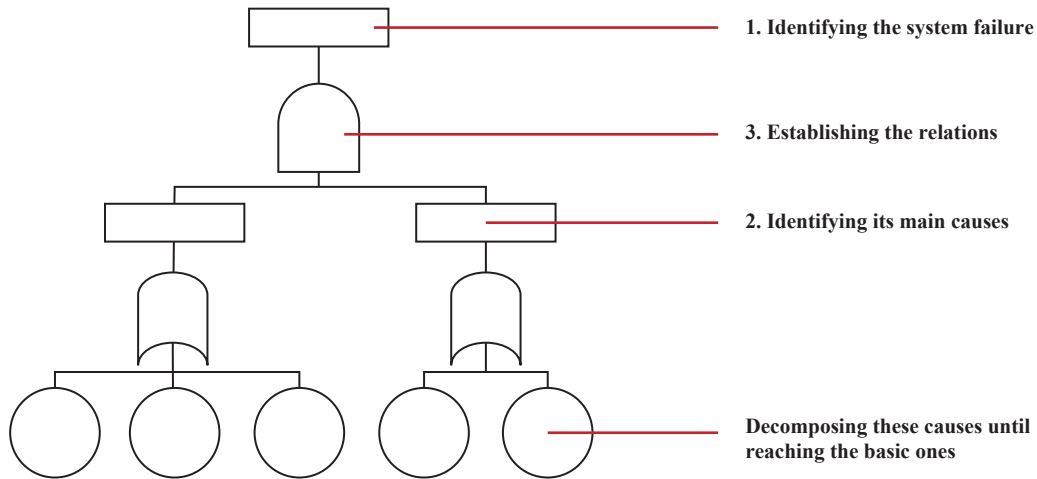 1. Identifying the system failure
3. Establishing the relations
2. Identifying its main causes
Decomposing these causes until
reaching the basic ones